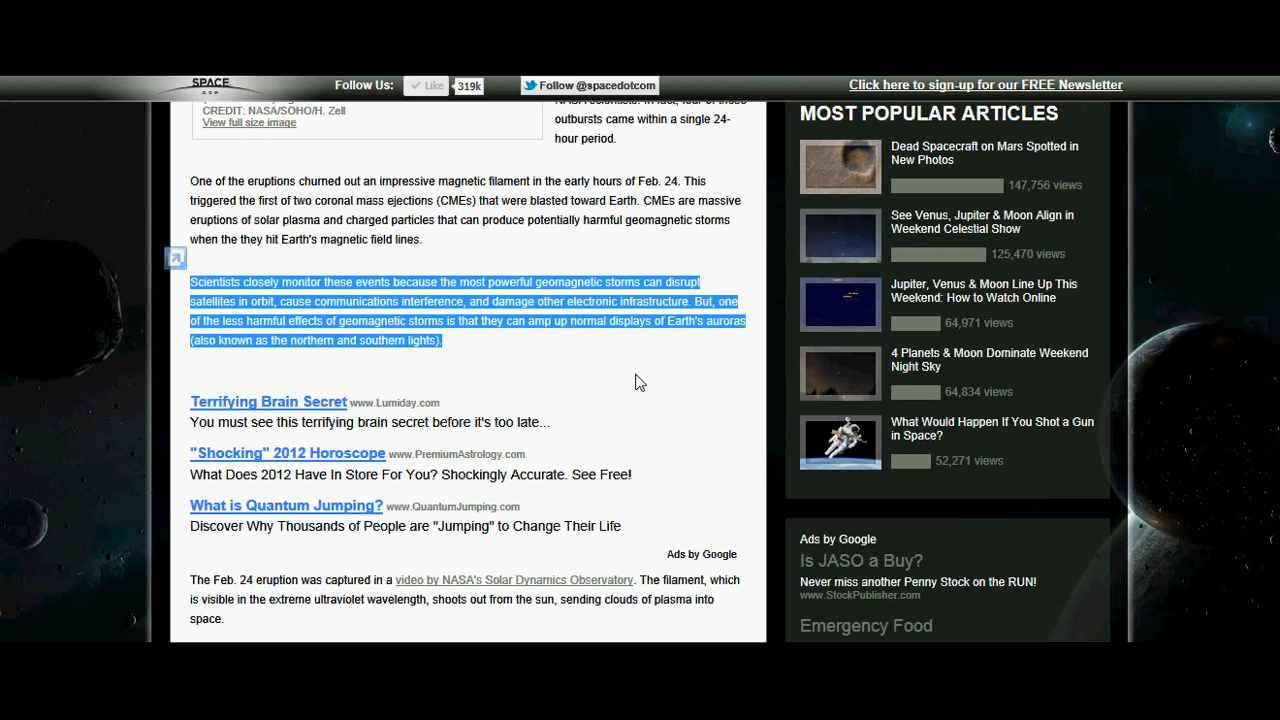 SPACE
.COM
Follow Us: Like 319k Follow @spacedotcom Click here to sign-up for our FREE Newsletter
CREDIT: NASA/SOHO/H. Zell
View full size image
NASA scientists. In fact, four of these
outbursts came within a single 24-
hour period.
One of the eruptions churned out an impressive magnetic filament in the early hours of Feb. 24. This
triggered the first of two coronal mass ejections (CMEs) that were blasted toward Earth. CMEs are massive
eruptions of solar plasma and charged particles that can produce potentially harmful geomagnetic storms
when the they hit Earth's magnetic field lines.
Scientists closely monitor these events because the most powerful geomagnetic storms can disrupt
satellites in orbit, cause communications interference, and damage other electronic infrastructure. But, one
of the less harmful effects of geomagnetic storms is that they can amp up normal displays of Earth's auroras
(also known as the northern and southern lights).
Terrifying Brain Secret www.Lumiday.com
You must see this terrifying brain secret before it's too late...
"Shocking" 2012 Horoscope www.PremiumAstrology.com
What Does 2012 Have In Store For You? Shockingly Accurate. See Free!
What is Quantum Jumping? www.QuantumJumping.com
Discover Why Thousands of People are "Jumping" to Change Their Life
Ads by Google
The Feb. 24 eruption was captured in a video by NASA's Solar Dynamics Observatory. The filament, which
is visible in the extreme ultraviolet wavelength, shoots out from the sun, sending clouds of plasma into
space.
MOST POPULAR ARTICLES
Dead Spacecraft on Mars Spotted in
New Photos
147,756 views
See Venus, Jupiter & Moon Align in
Weekend Celestial Show
125,470 views
Jupiter, Venus & Moon Line Up This
Weekend: How to Watch Online
64,971 views
4 Planets & Moon Dominate Weekend
Night Sky
64,834 views
What Would Happen If You Shot a Gun
in Space?
52,271 views
Ads by Google
Is JASO a Buy?
Never miss another Penny Stock on the RUN!
www.StockPublisher.com
Emergency Food